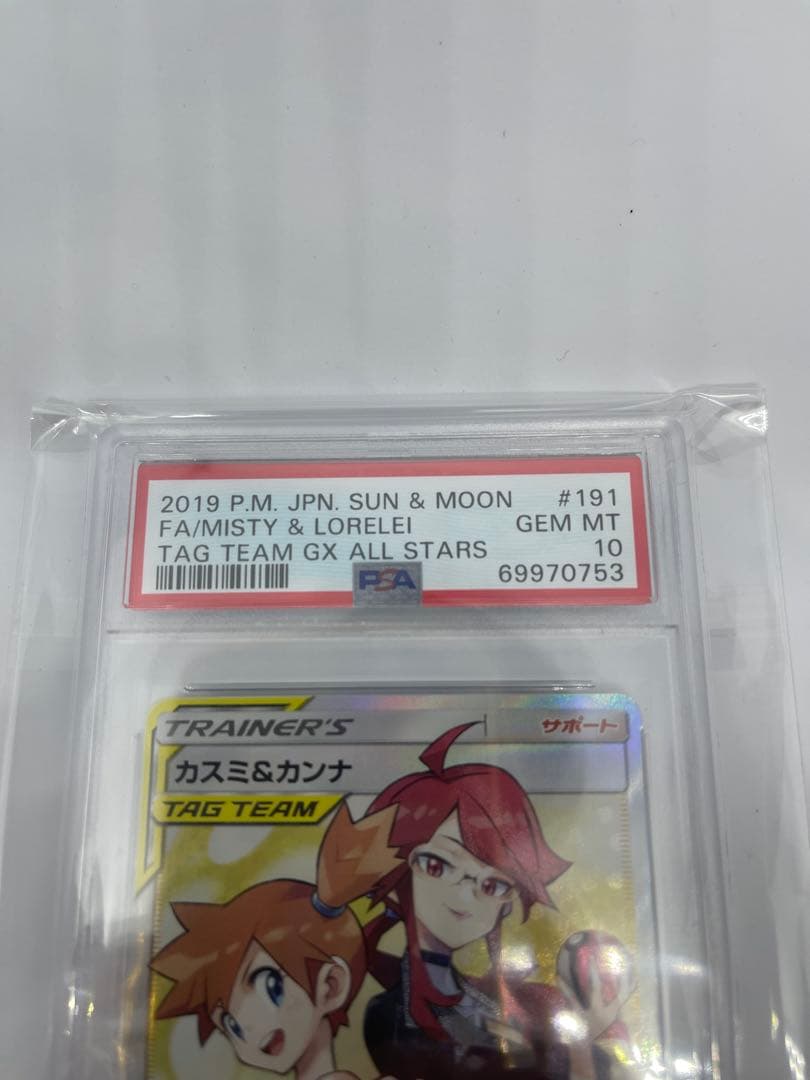 2019 P.M. JPN. SUN & MOON #191
FA/MISTY & LORELEI GEM MT
TAG TEAM GX ALL STARS 10
PSA 69970753
TRAINER'S サポート
カスミ&カンナ
TAG TEAM